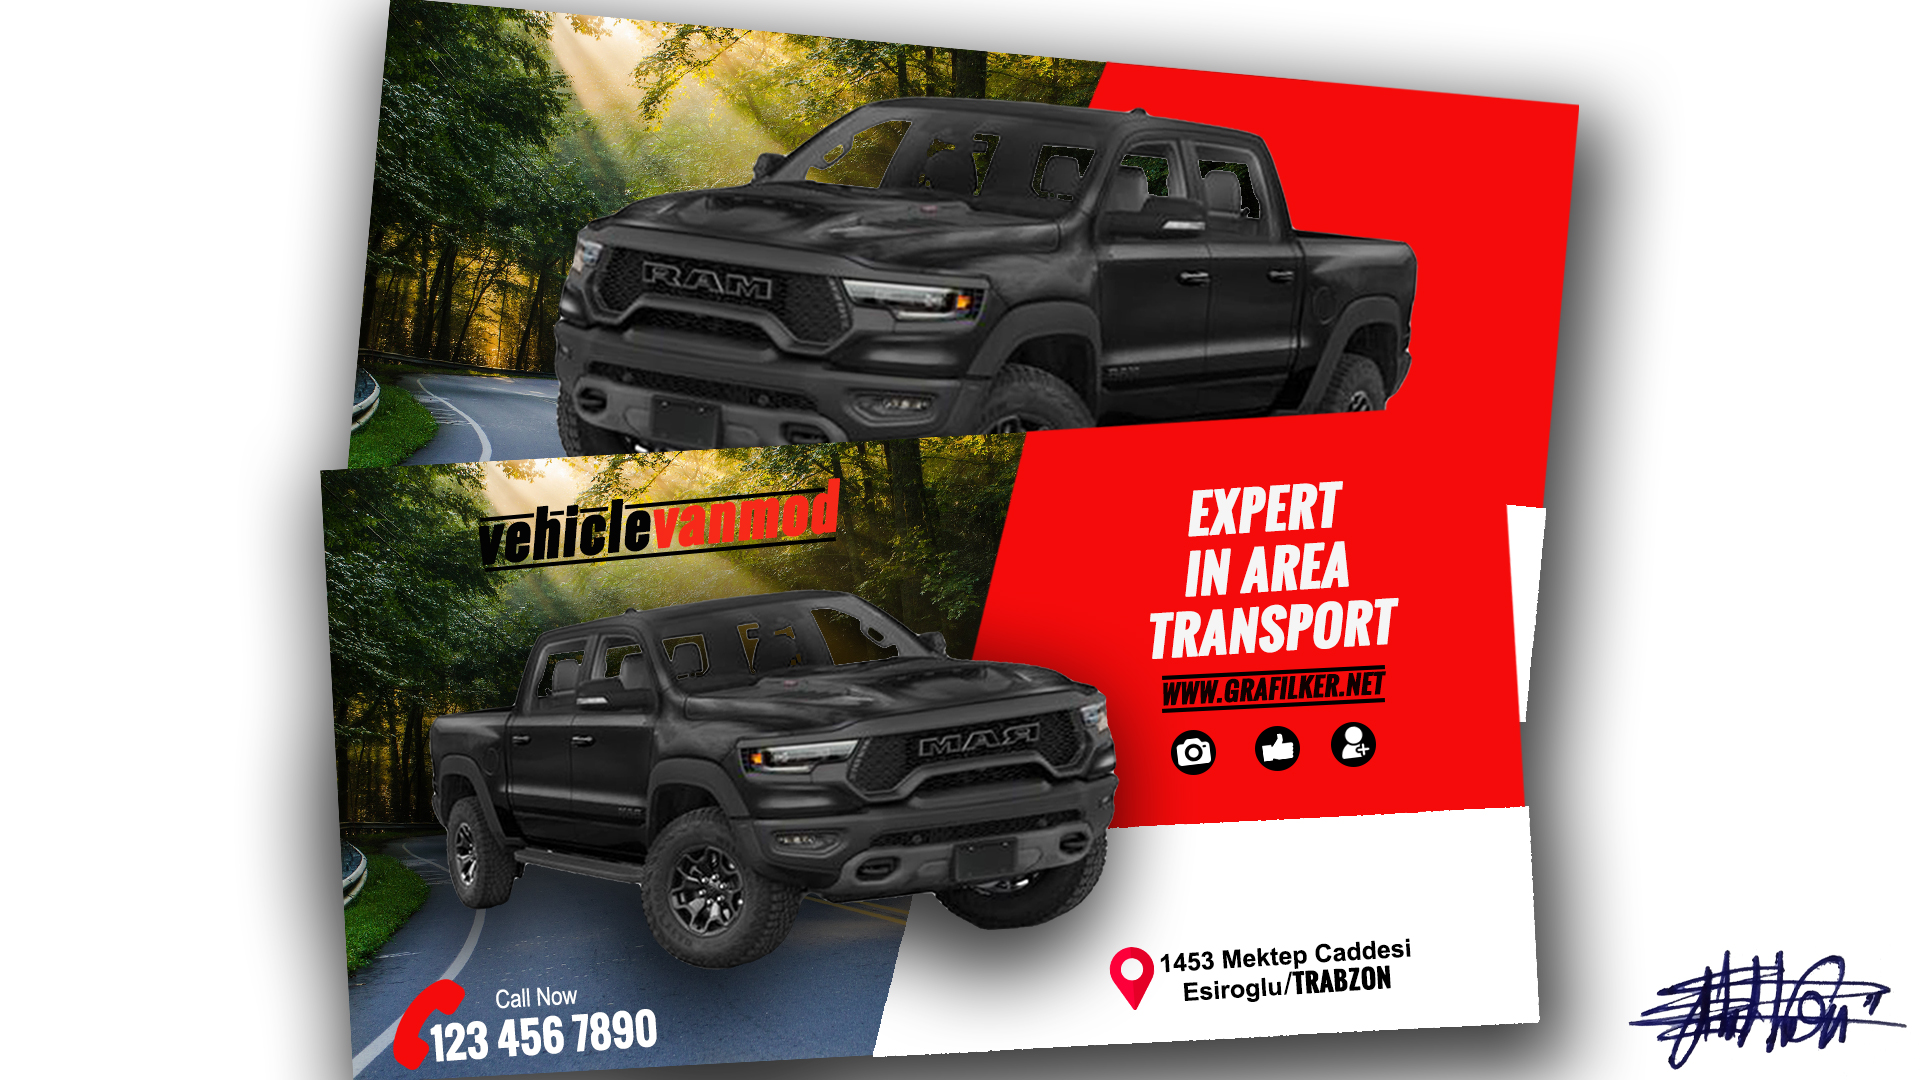 RAM
vehiclevanmod
EXPERT
IN AREA
TRANSPORT
WWW.GRAFILKER.NET
RAM
1453 Mektep Caddesi
Esiroglu/TRABZON
Call Now
123 456 7890